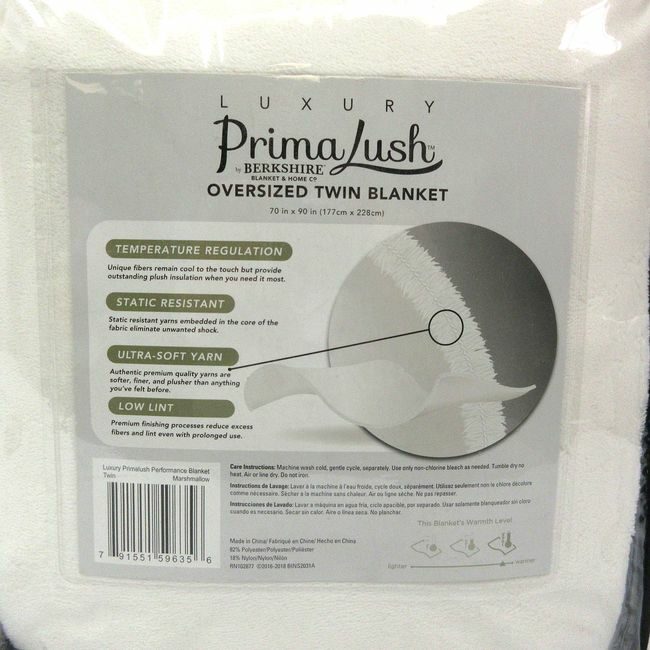 LUXURY
PrimaLush™
by BERKSHIRE
BLANKET & HOME Co
OVERSIZED TWIN BLANKET
70 in x 90 in (177cm x 228cm)
TEMPERATURE REGULATION
Unique fibers remain cool to the touch but provide
outstanding plush insulation when you need it most.
STATIC RESISTANT
Static resistant yarns embedded in the core of the
fabric eliminate unwanted shock.
ULTRA-SOFT YARN
Authentic premium quality yarns are
softer, finer, and plusher than anything
you've felt before.
LOW LINT
Premium finishing processes reduce excess
fibers and lint even with prolonged use.
Luxury Primalush Performance Blanket
Twin Marshmallow
7 91551 59635 6
Care Instructions: Machine wash cold, gentle cycle, separately. Use only non-chlorine bleach as needed. Tumble dry no
heat. Air or line dry. Do not iron.
Instructions de Lavage: Laver à la machine à l'eau froide, cycle doux, séparément. Utilisez seulement non le chlore décolore
comme nécessaire. Sécher à la machine sans chaleur. Air ou ligne sèche. Ne pas repasser.
Instrucciones de Lavado: Lavar a máquina en agua fria, ciclo apacible, por separado. Usar solamente blanqueador sin cloro
cuando es necesario. Secar sin calor. Aire o línea seca. No planchar.
This Blanket's Warmth Level
lighter warmer
Made in China/ Fabriqué en Chine/ Hecho en China
82% Polyester/Polyester/Poliéster
18% Nylon/Nylon/Nilón
RN102877 ©2016-2018 BINS2031A